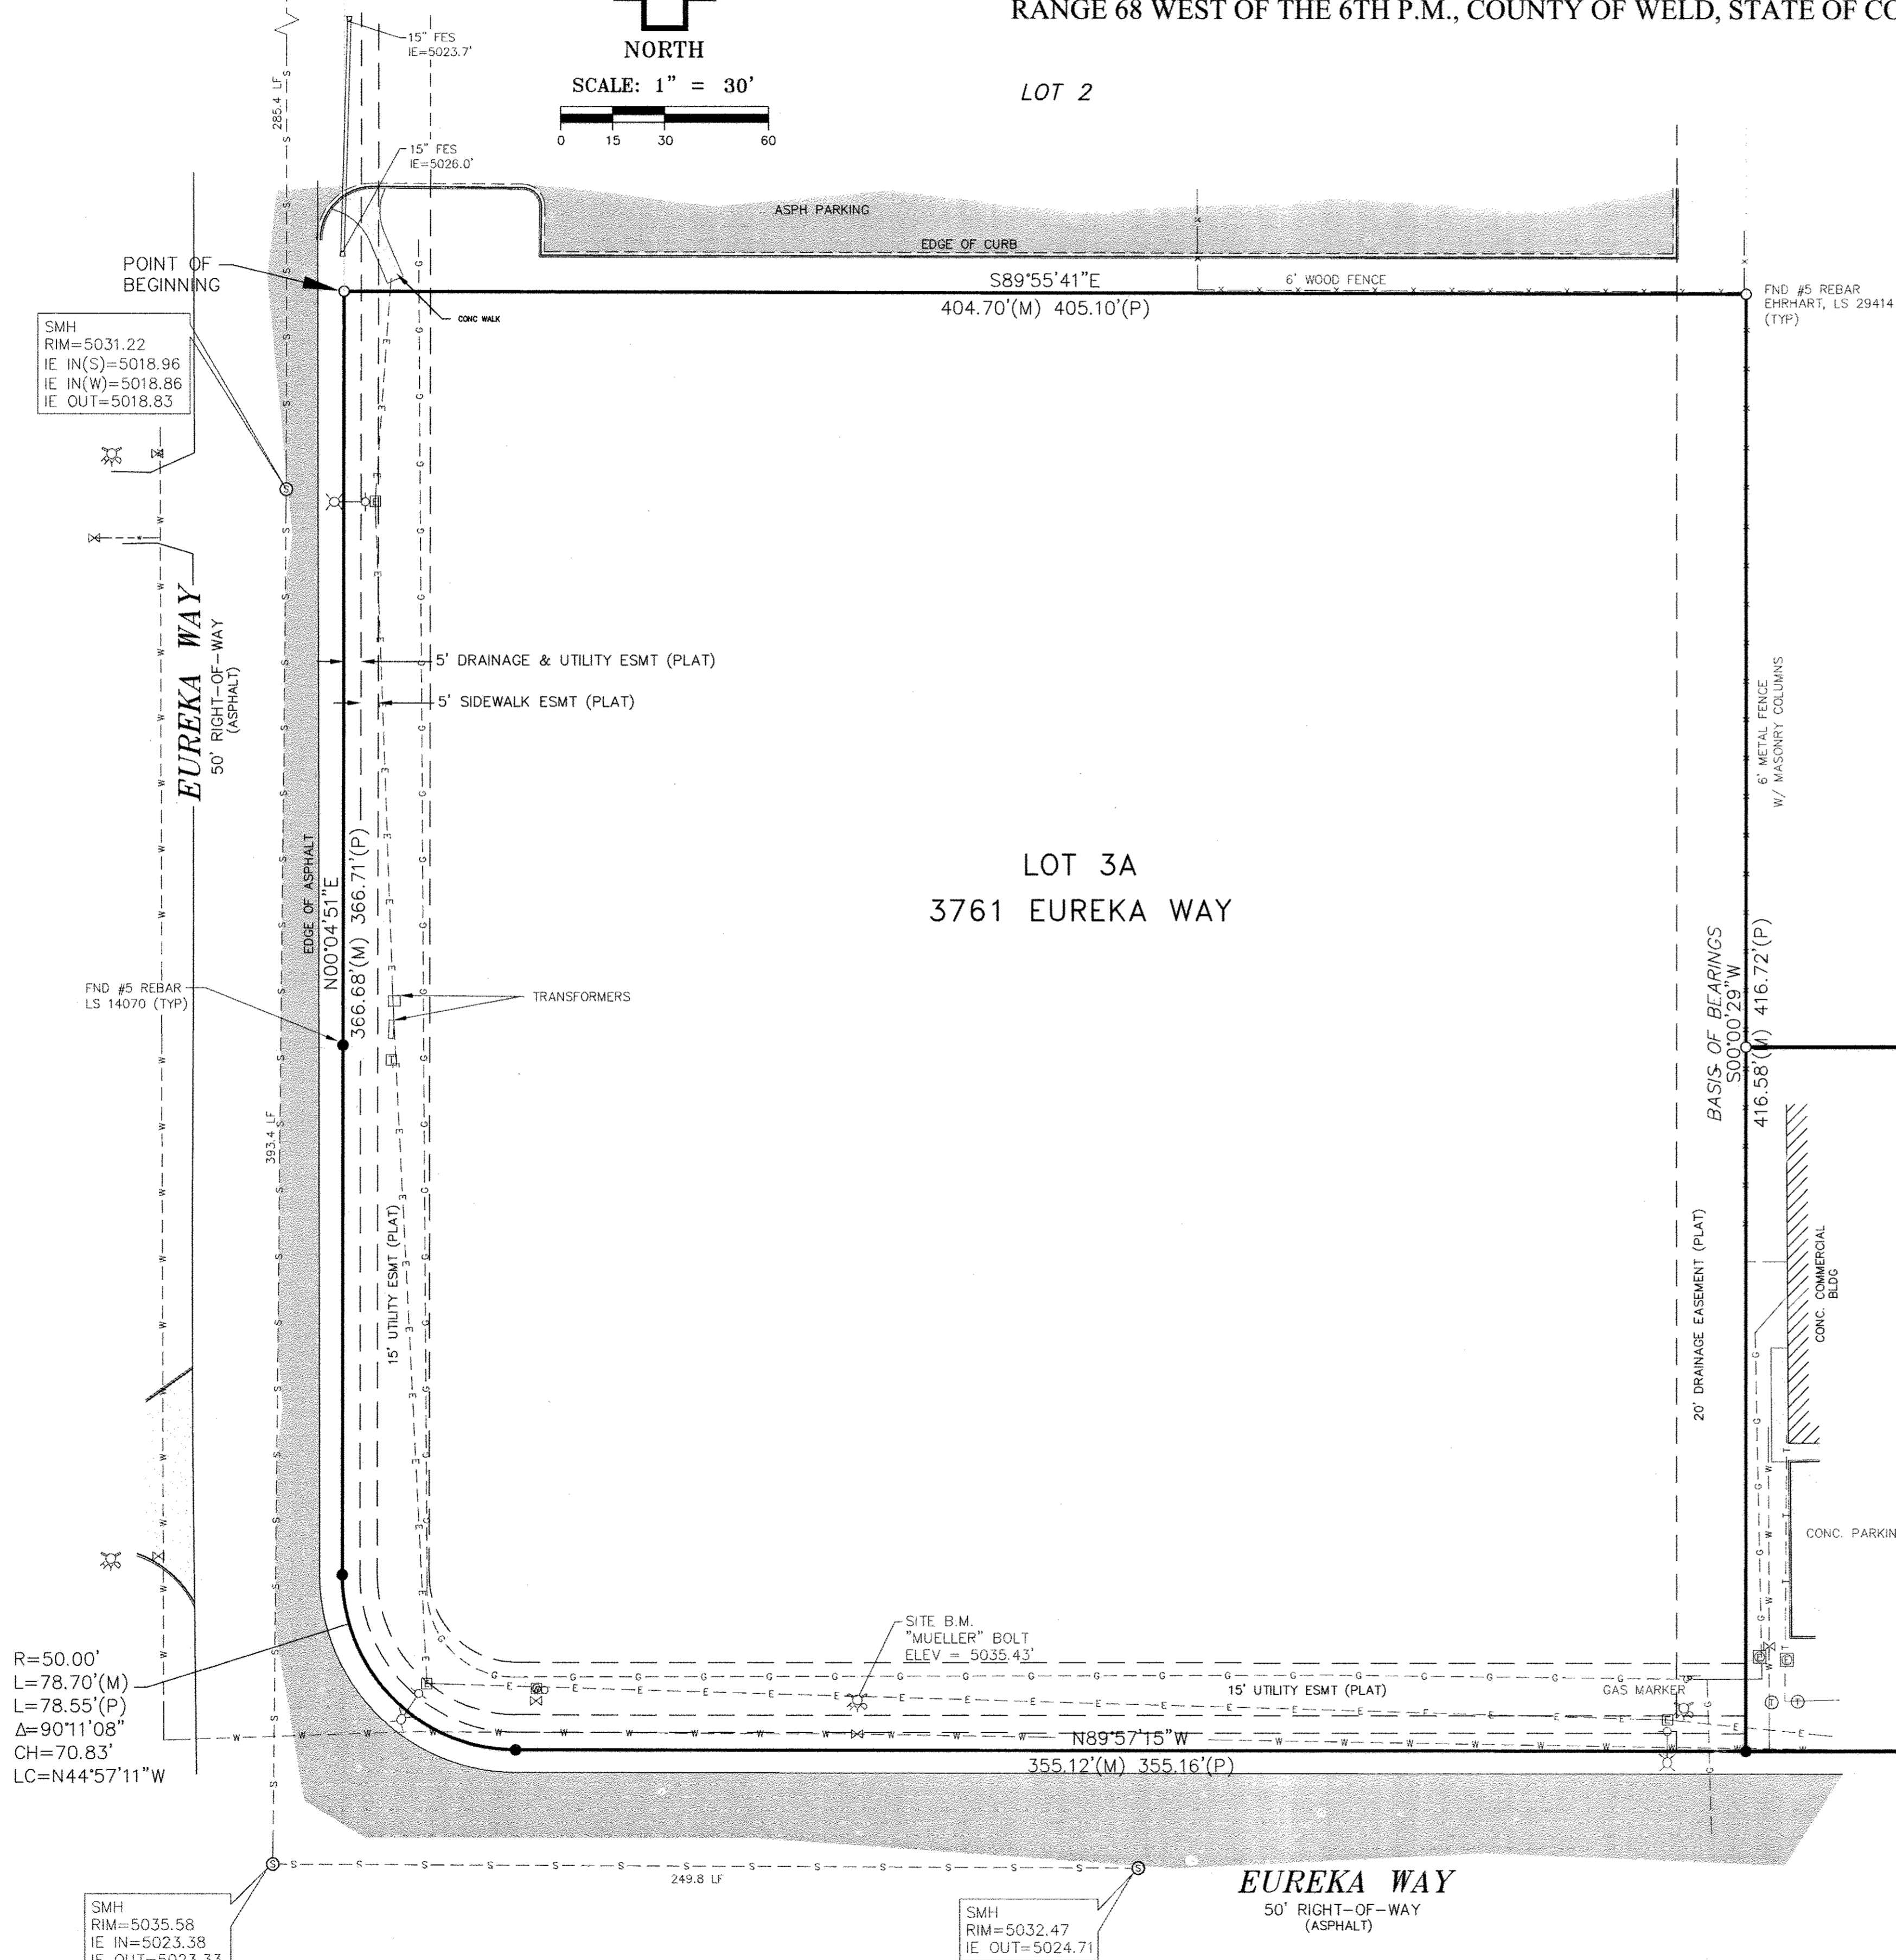 RANGE 68 WEST OF THE 6TH P.M., COUNTY OF WELD, STATE OF
NORTH
SCALE: 1" = 30'
0 15 30 60
LOT 2
15" FES
IE=5023.7'
285.4 LF
15" FES
IE=5026.0'
ASPH PARKING
EDGE OF CURB
POINT OF
BEGINNING
S89°55'41"E
404.70'(M) 405.10'(P)
6' WOOD FENCE
FND #5 REBAR
EHRHART, LS 29414
(TYP)
CONC WALK
SMH
RIM=5031.22
IE IN(S)=5018.96
IE IN(W)=5018.86
IE OUT=5018.83
EUREKA WAY
50' RIGHT-OF-WAY
(ASPHALT)
5' DRAINAGE & UTILITY ESMT (PLAT)
5' SIDEWALK ESMT (PLAT)
6' METAL FENCE
W/ MASONRY COLUMNS
EDGE OF ASPHALT
N00°04'51"E
366.68'(M) 366.71'(P)
LOT 3A
3761 EUREKA WAY
BASIS OF BEARINGS
S00°00'29"W
416.58'(M) 416.72'(P)
FND #5 REBAR
LS 14070 (TYP)
TRANSFORMERS
393.4 LF
15' UTILITY ESMT (PLAT)
20' DRAINAGE EASEMENT (PLAT)
CONC. COMMERCIAL
BLDG
CONC.
SITE B.M.
"MUELLER" BOLT
ELEV = 5035.43'
R=50.00'
L=78.70'(M)
L=78.55'(P)
Δ=90°11'08"
CH=70.83'
LC=N44°57'11"W
15' UTILITY ESMT (PLAT)
GAS MARKER
N89°57'15"W
355.12'(M) 355.16'(P)
249.8 LF
EUREKA WAY
50' RIGHT-OF-WAY
(ASPHALT)
SMH
RIM=5035.58
IE IN=5023.38
IE OUT=5023.33
SMH
RIM=5032.47
IE OUT=5024.71